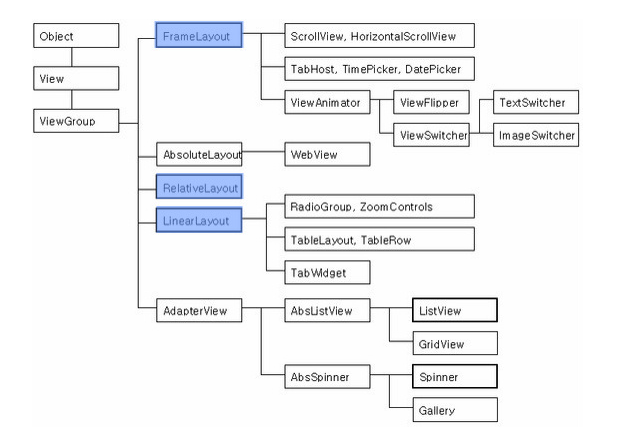 Object
View
ViewGroup
FrameLayout
ScrollView, HorizontalScrollView
TabHost, TimePicker, DatePicker
ViewAnimator
ViewFlipper
TextSwitcher
ViewSwitcher
ImageSwitcher
AbsoluteLayout
WebView
RelativeLayout
LinearLayout
RadioGroup, ZoomControls
TableLayout, TableRow
TabWidget
AdapterView
AbsListView
ListView
GridView
AbsSpinner
Spinner
Gallery